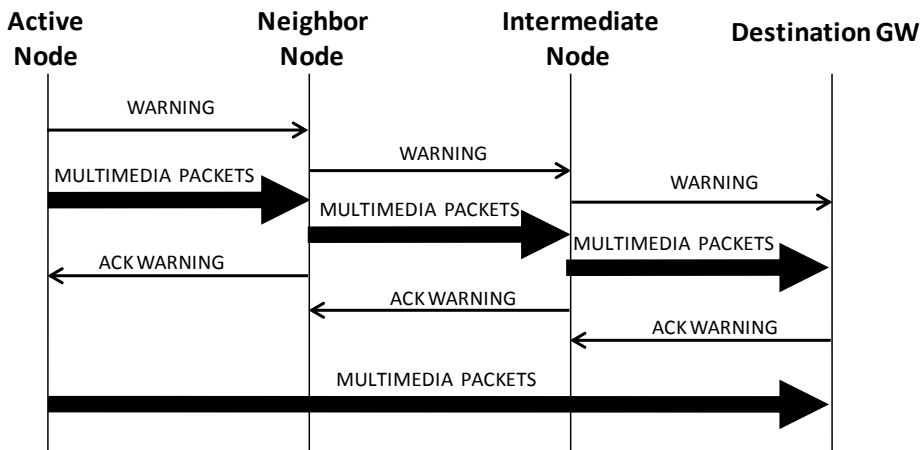 Active
Node
Neighbor
Node
Intermediate
Node
Destination GW
WARNING
WARNING
MULTIMEDIA PACKETS
WARNING
MULTIMEDIA PACKETS
MULTIMEDIA PACKETS
ACK WARNING
ACK WARNING
ACK WARNING
MULTIMEDIA PACKETS